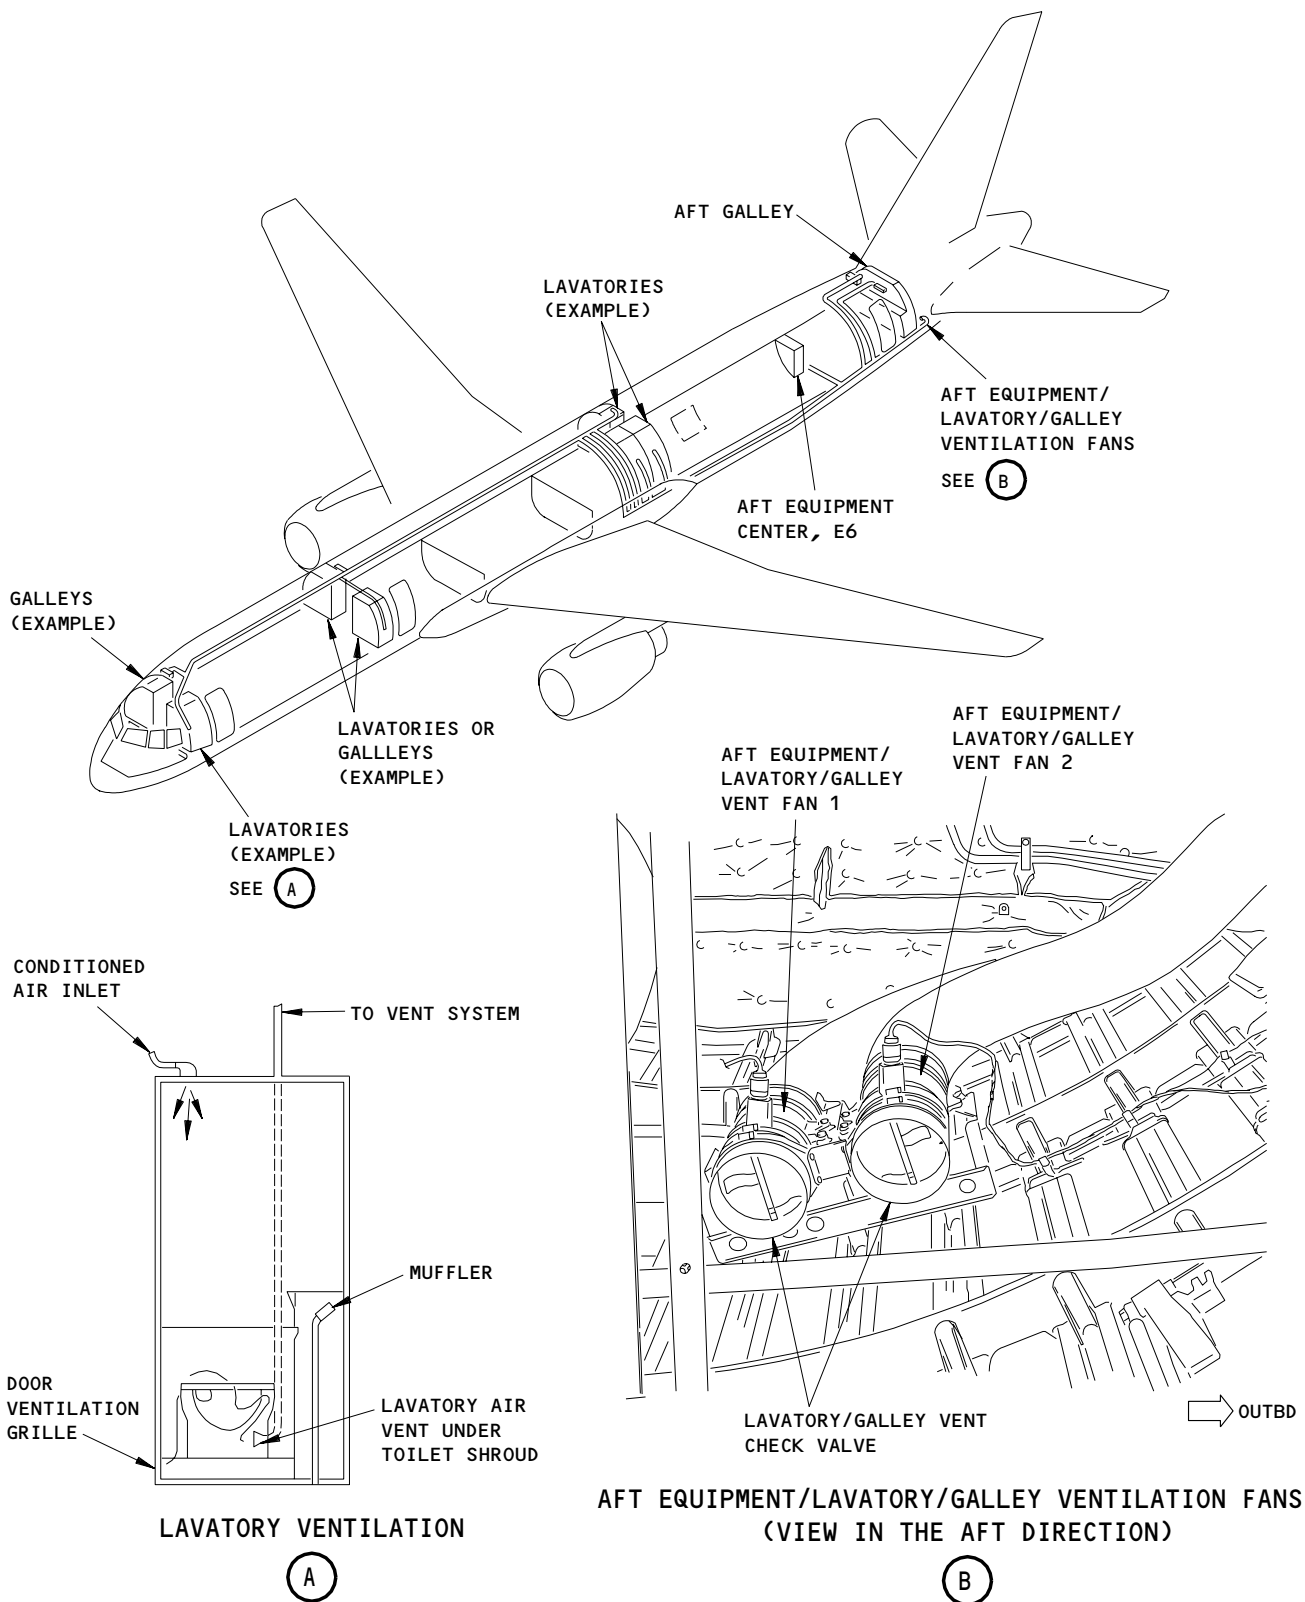 AFT GALLEY
LAVATORIES
(EXAMPLE)
AFT EQUIPMENT/
LAVATORY/GALLEY
VENTILATION FANS
SEE B
AFT EQUIPMENT
CENTER, E6
GALLEYS
(EXAMPLE)
LAVATORIES OR
GALLLEYS
(EXAMPLE)
LAVATORIES
(EXAMPLE)
SEE A
AFT EQUIPMENT/
LAVATORY/GALLEY
VENT FAN 2
AFT EQUIPMENT/
LAVATORY/GALLEY
VENT FAN 1
CONDITIONED
AIR INLET
TO VENT SYSTEM
MUFFLER
DOOR
VENTILATION
GRILLE
LAVATORY AIR
VENT UNDER
TOILET SHROUD
LAVATORY VENTILATION
A
LAVATORY/GALLEY VENT
CHECK VALVE
OUTBD
AFT EQUIPMENT/LAVATORY/GALLEY VENTILATION FANS
(VIEW IN THE AFT DIRECTION)
B